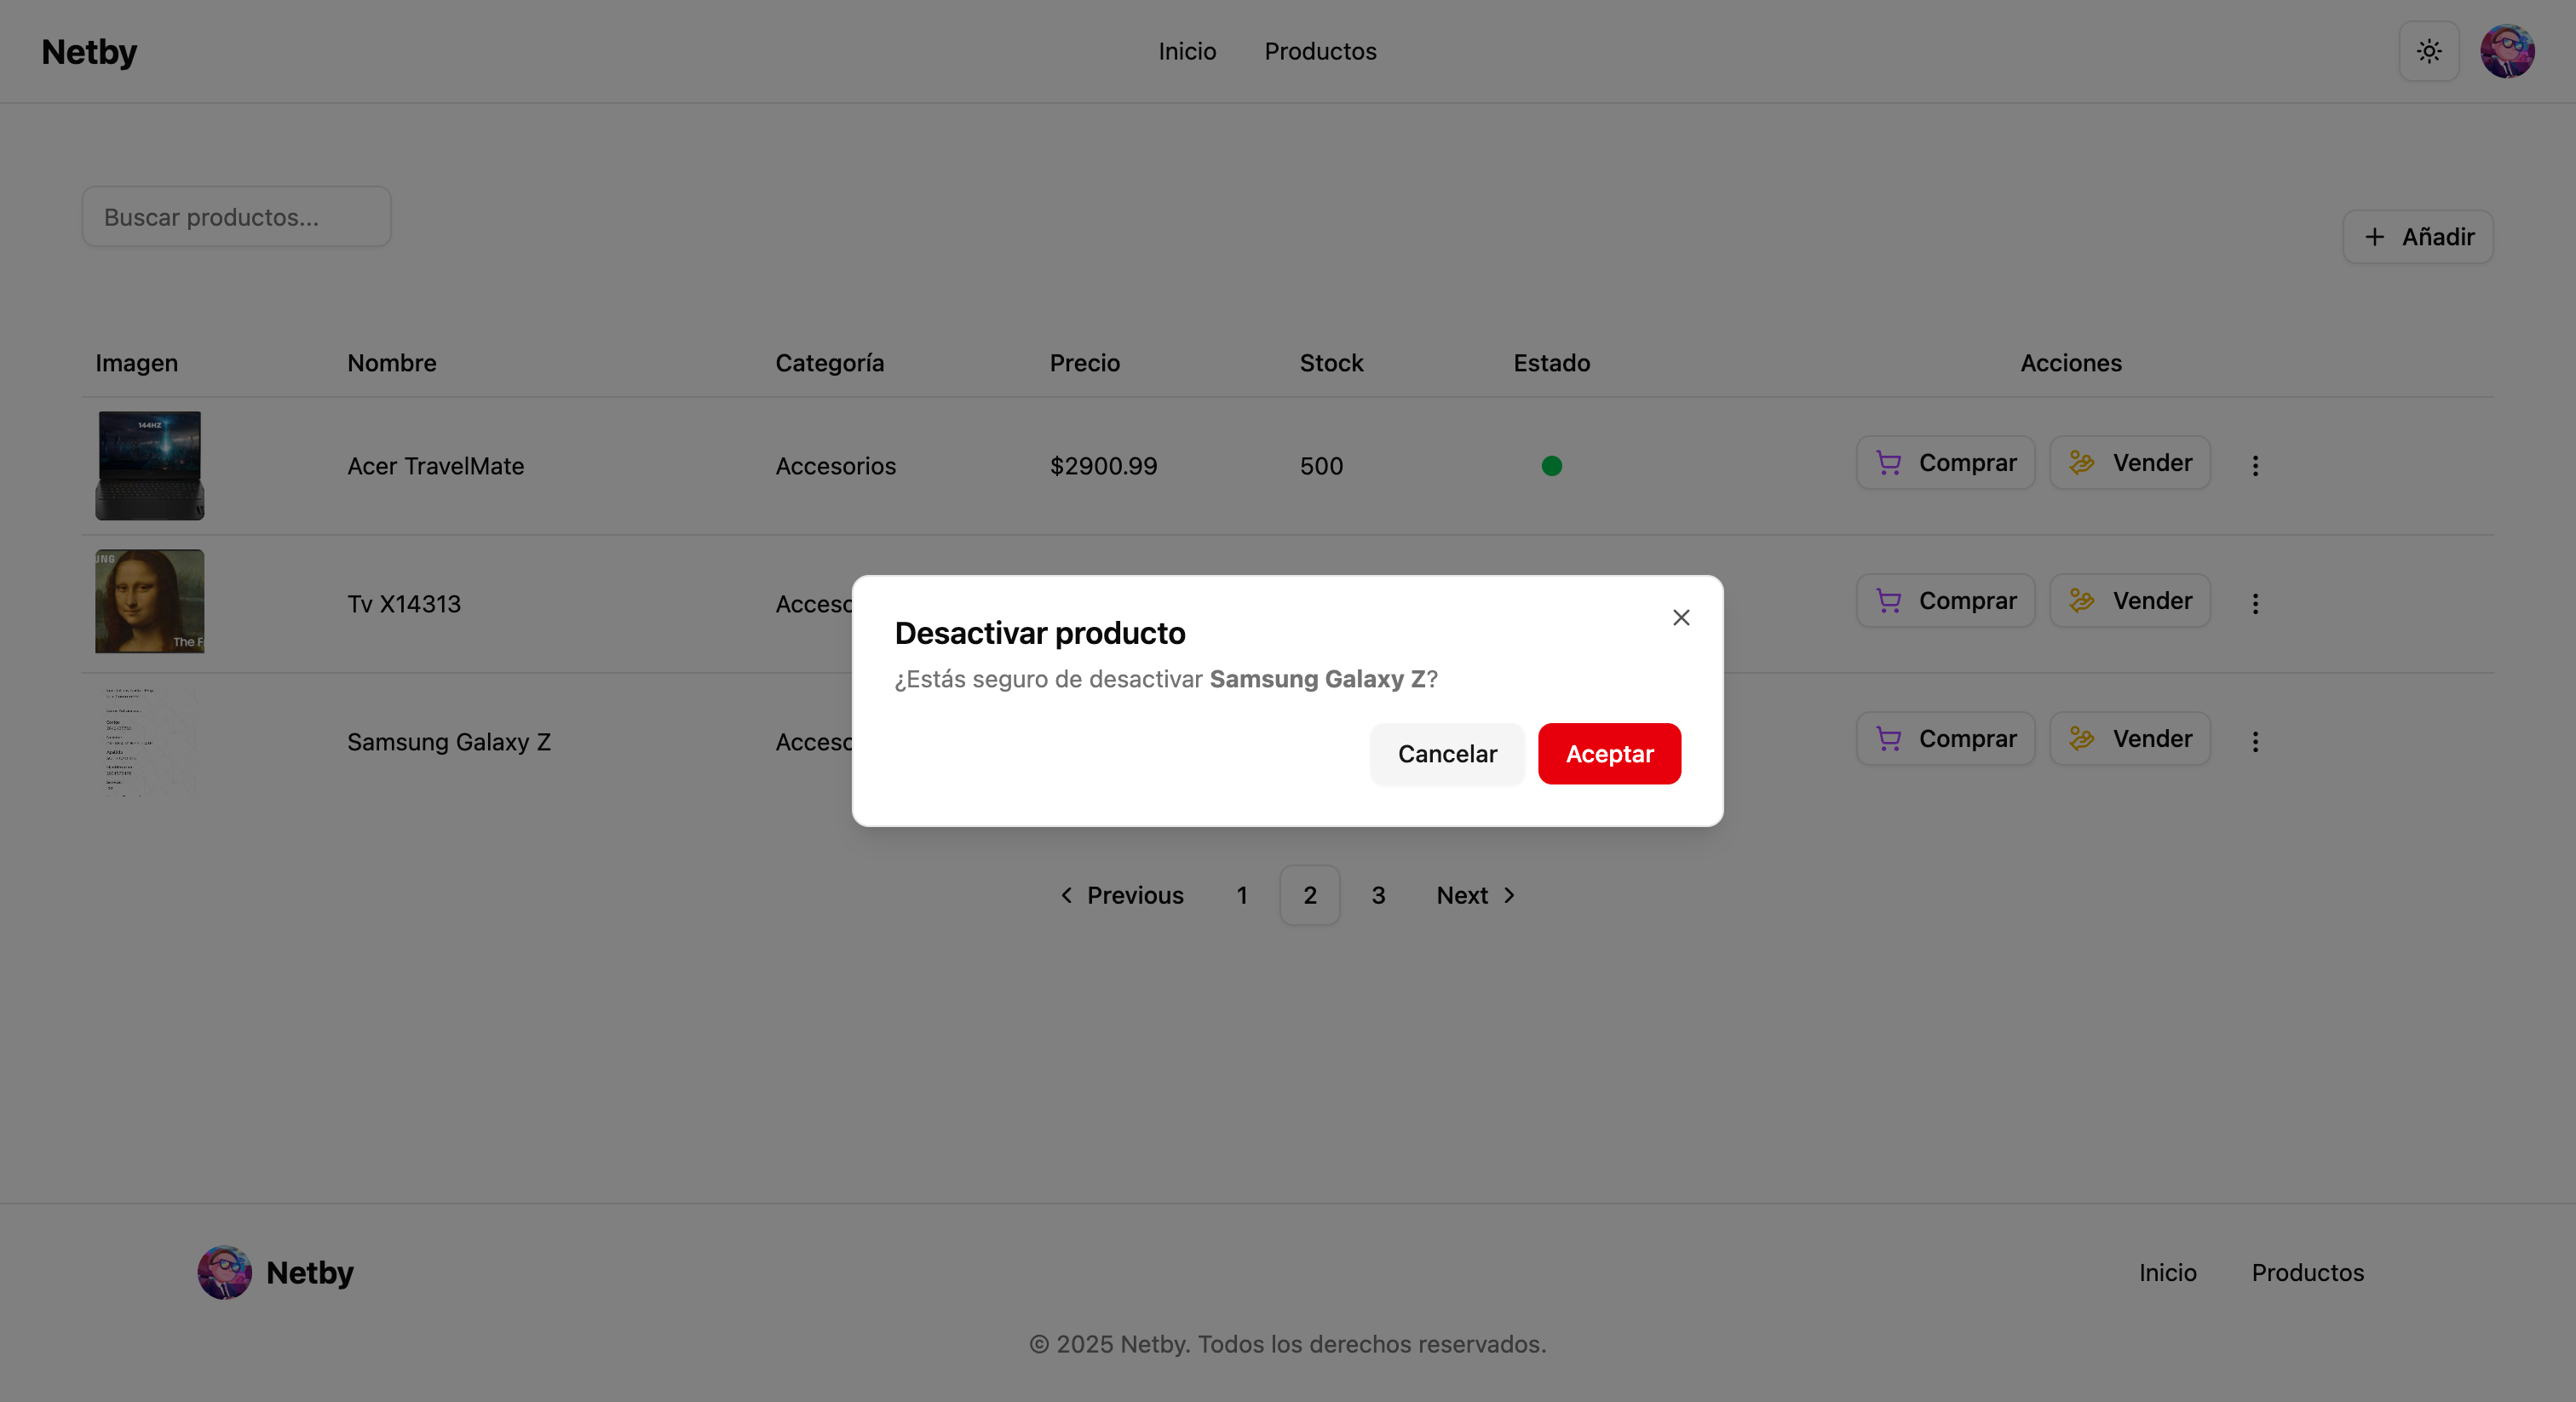 Netby
Inicio Productos
Buscar productos...
+ Añadir
Imagen Nombre Categoría Precio Stock Estado Acciones
144HZ
Acer TravelMate Accesorios $2900.99 500 Comprar Vender
UNG
Tv X14313 Acceso Comprar Vender
The F
Desactivar producto
¿Estás seguro de desactivar Samsung Galaxy Z?
Samsung Galaxy Z Acceso Comprar Vender
Cancelar Aceptar
Previous 1 2 3 Next
Netby
Inicio Productos
© 2025 Netby. Todos los derechos reservados.